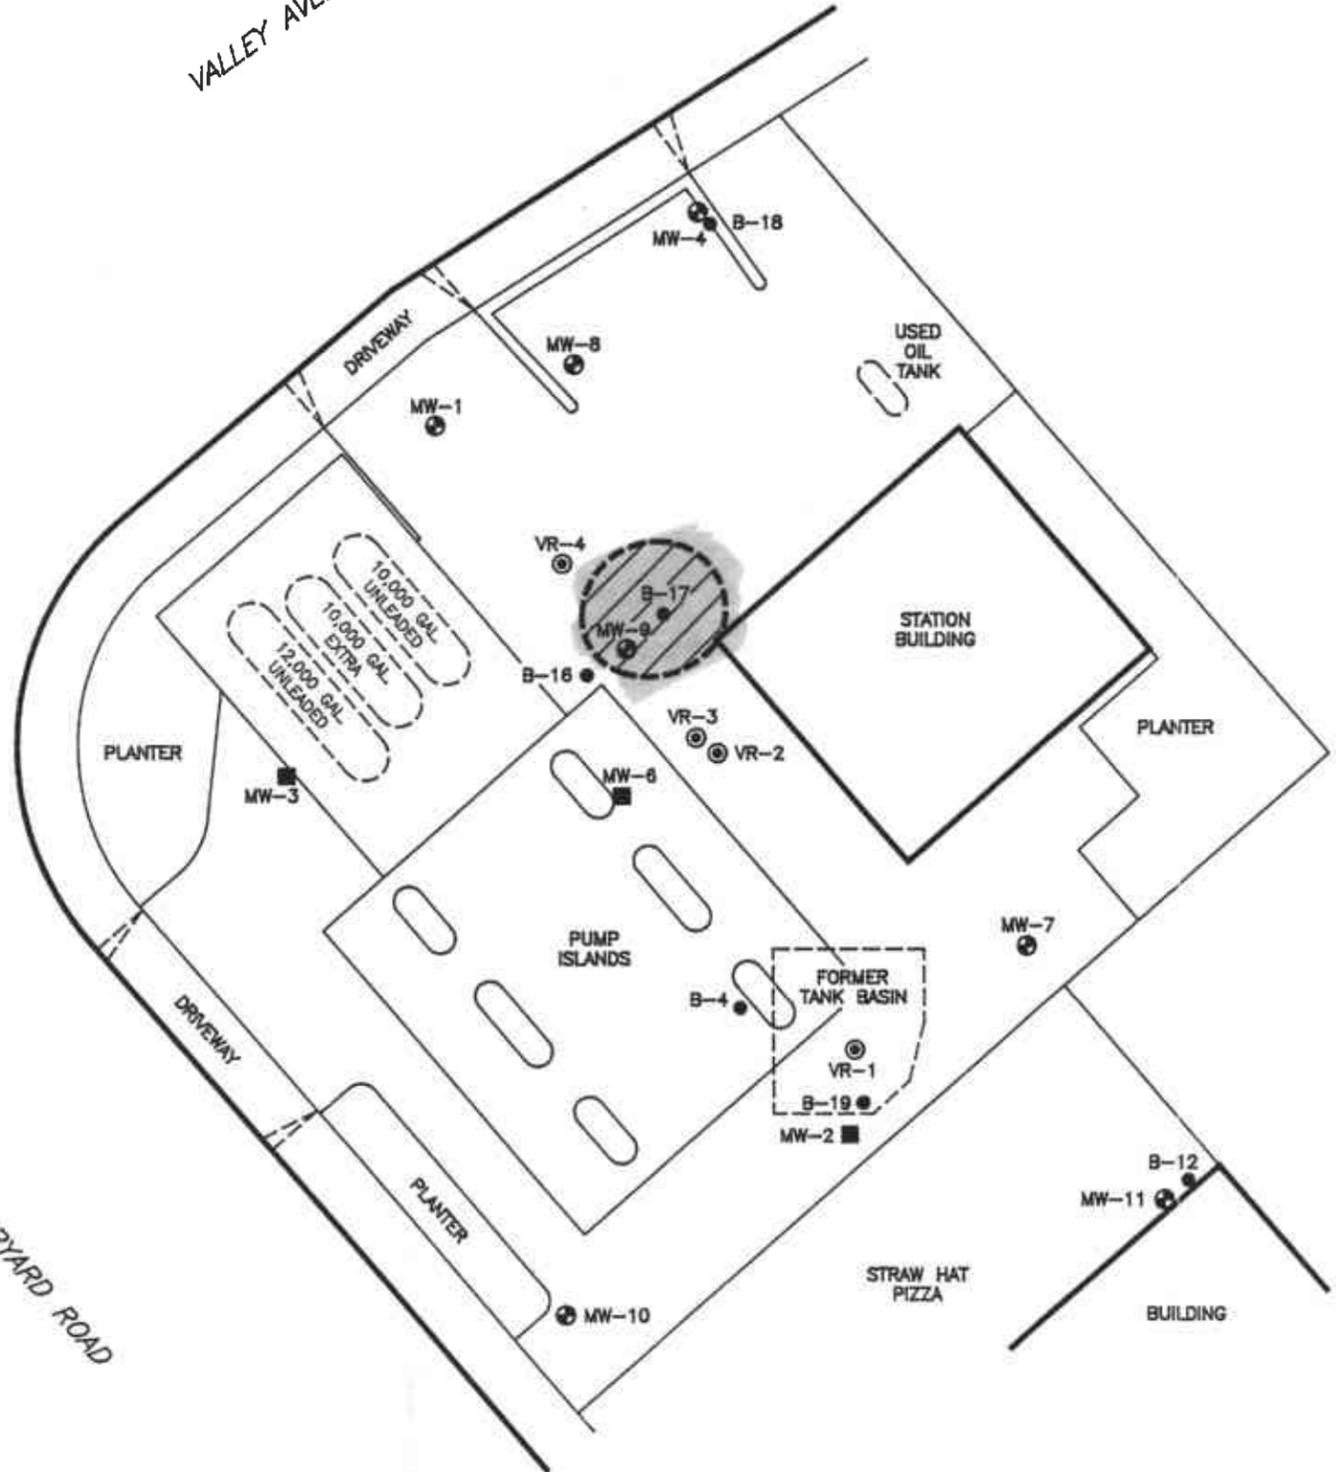 VALLEY
B-18
MW-4
USED
OIL
TANK
DRIVEWAY
MW-8
MW-1
VR-4
10,000 GAL.
UNLEADED
10,000 GAL.
EXTRA
12,000 GAL.
UNLEADED
B-17
MW-9
B-16
STATION
BUILDING
VR-3
VR-2
PLANTER
PLANTER
MW-3
MW-6
PUMP
ISLANDS
MW-7
FORMER
TANK BASIN
B-4
VR-1
B-19
MW-2
DRIVEWAY
PLANTER
B-12
MW-11
STRAW HAT
PIZZA
BUILDING
MW-10
ROAD